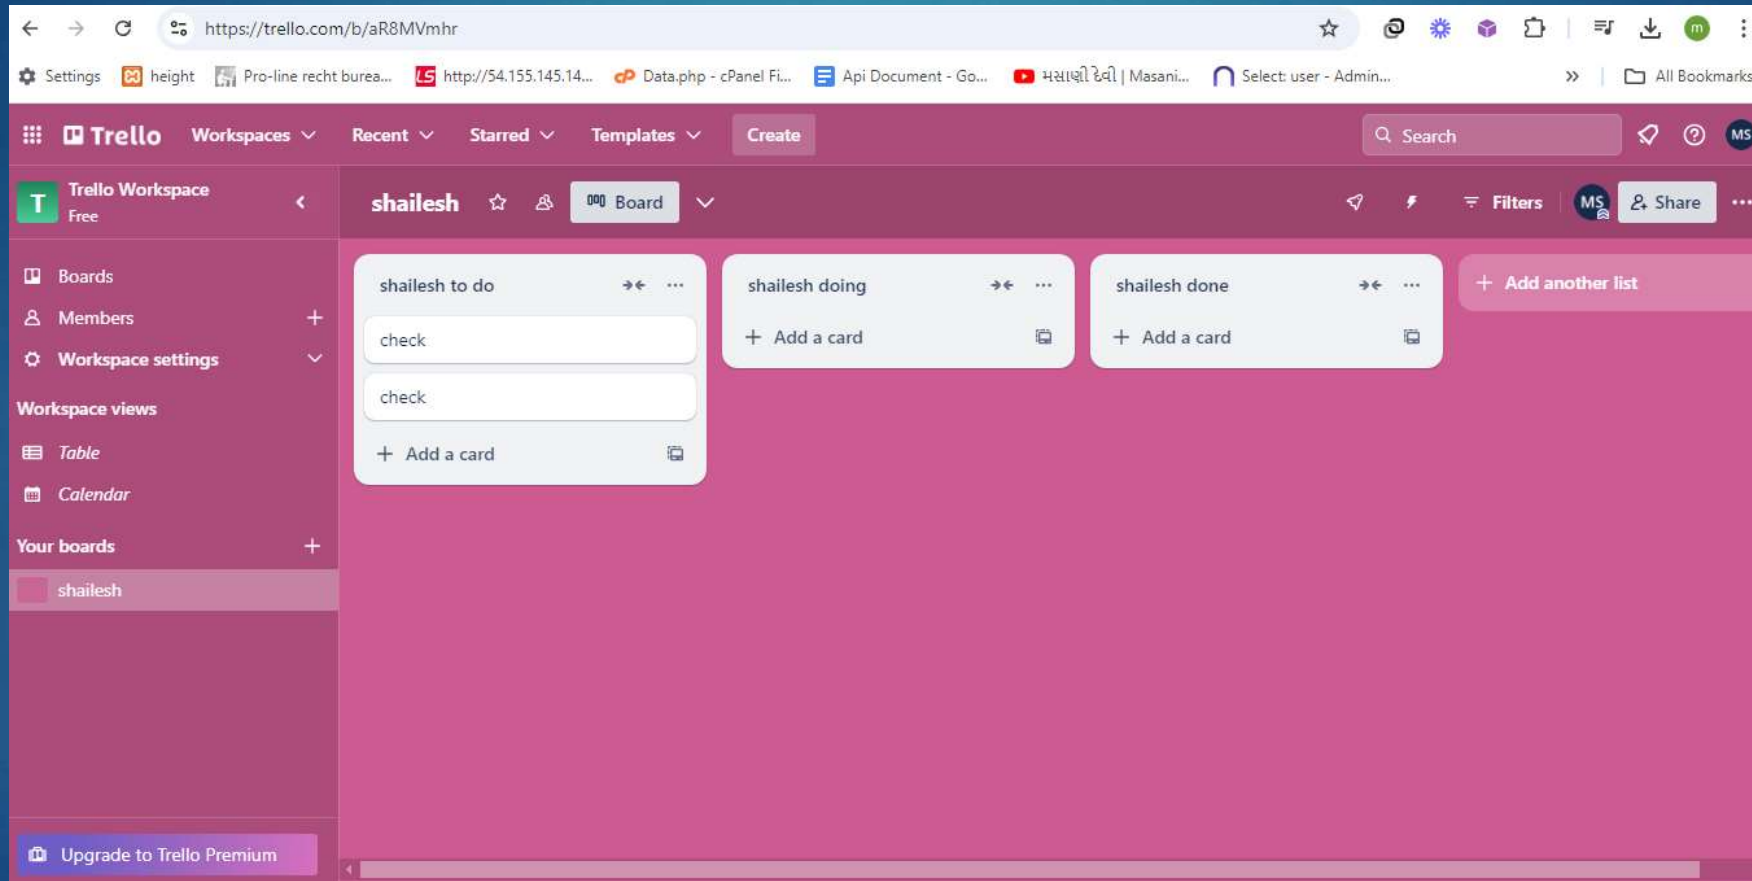 https://trello.com/b/aR8MVmhr
m
Settings height Pro-line recht burea... LS http://54.155.145.14... cP Data.php - cPanel Fi... Api Document - Go... મસાણી દેવી | Masani... Select: user - Admin... » All Bookmarks
Trello Workspaces Recent Starred Templates Create Search MS
T Trello Workspace
Free
shailesh Board Filters MS Share
Boards
Members
Workspace settings
Workspace views
Table
Calendar
Your boards
shailesh
Upgrade to Trello Premium
shailesh to do
check
check
+ Add a card
shailesh doing
+ Add a card
shailesh done
+ Add a card
+ Add another list